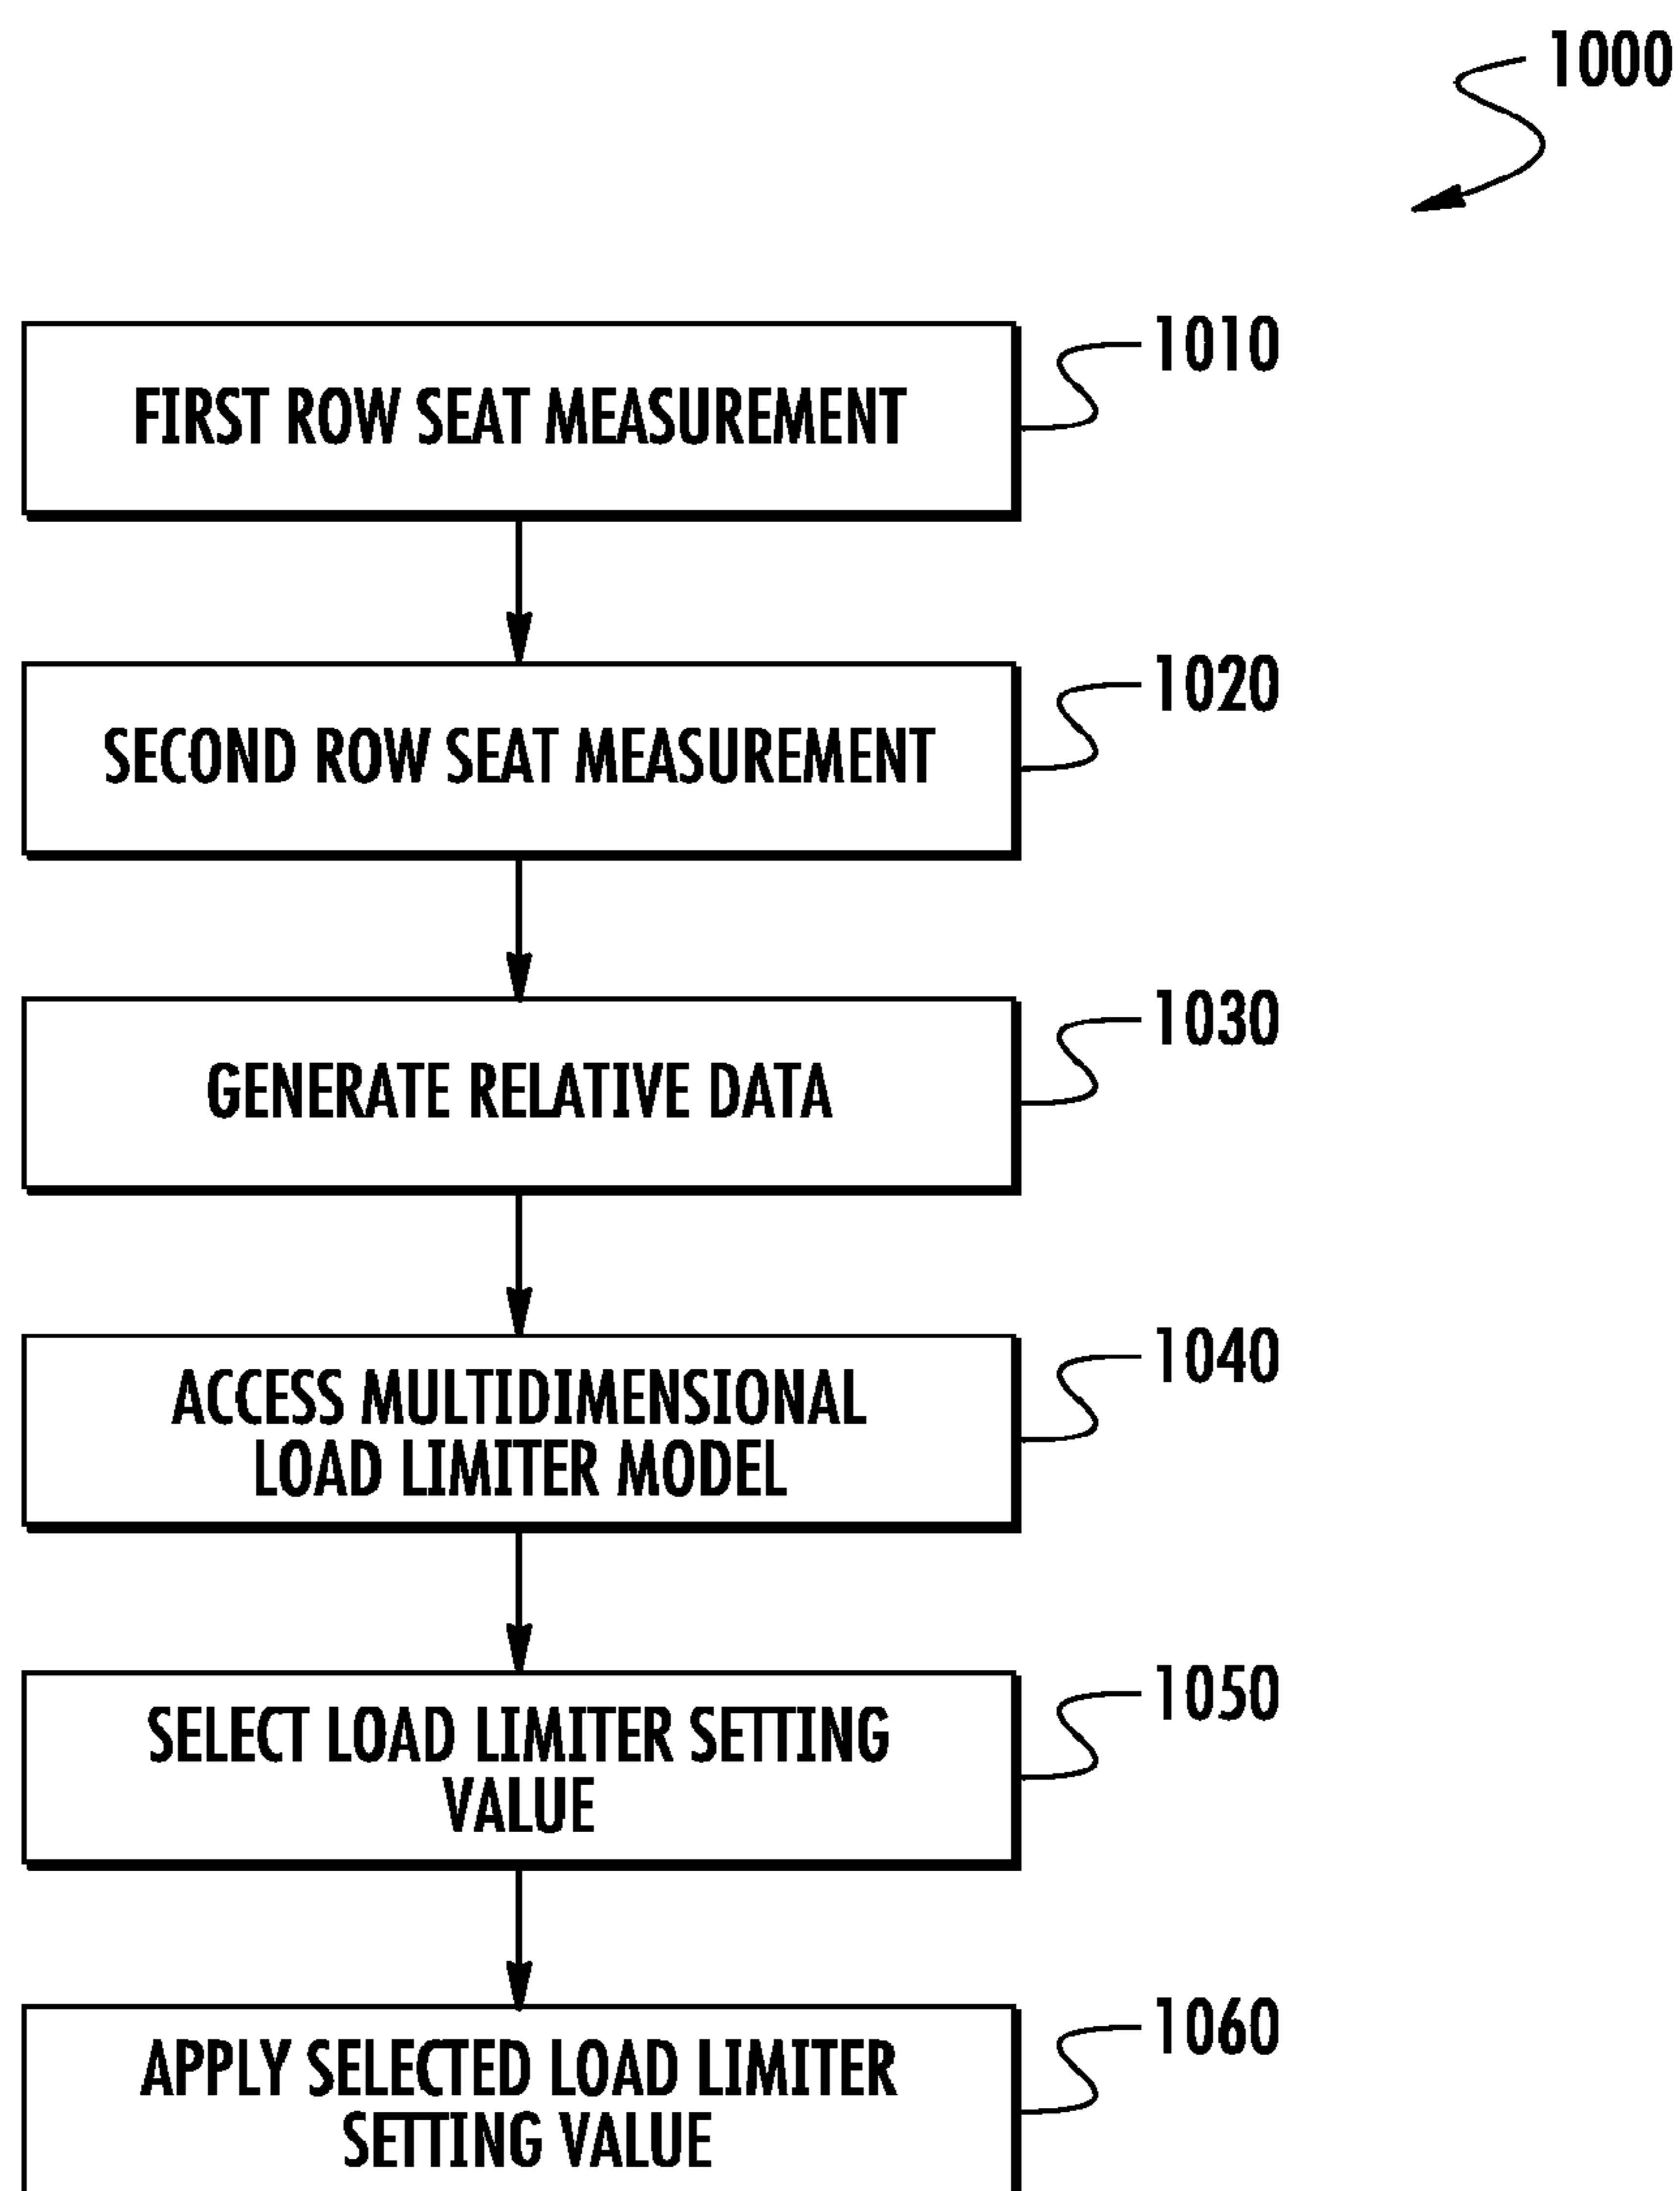 1000
FIRST ROW SEAT MEASUREMENT
1010
SECOND ROW SEAT MEASUREMENT
1020
GENERATE RELATIVE DATA
1030
ACCESS MULTIDIMENSIONAL
LOAD LIMITER MODEL
1040
SELECT LOAD LIMITER SETTING
VALUE
1050
APPLY SELECTED LOAD LIMITER
SETTING VALUE
1060